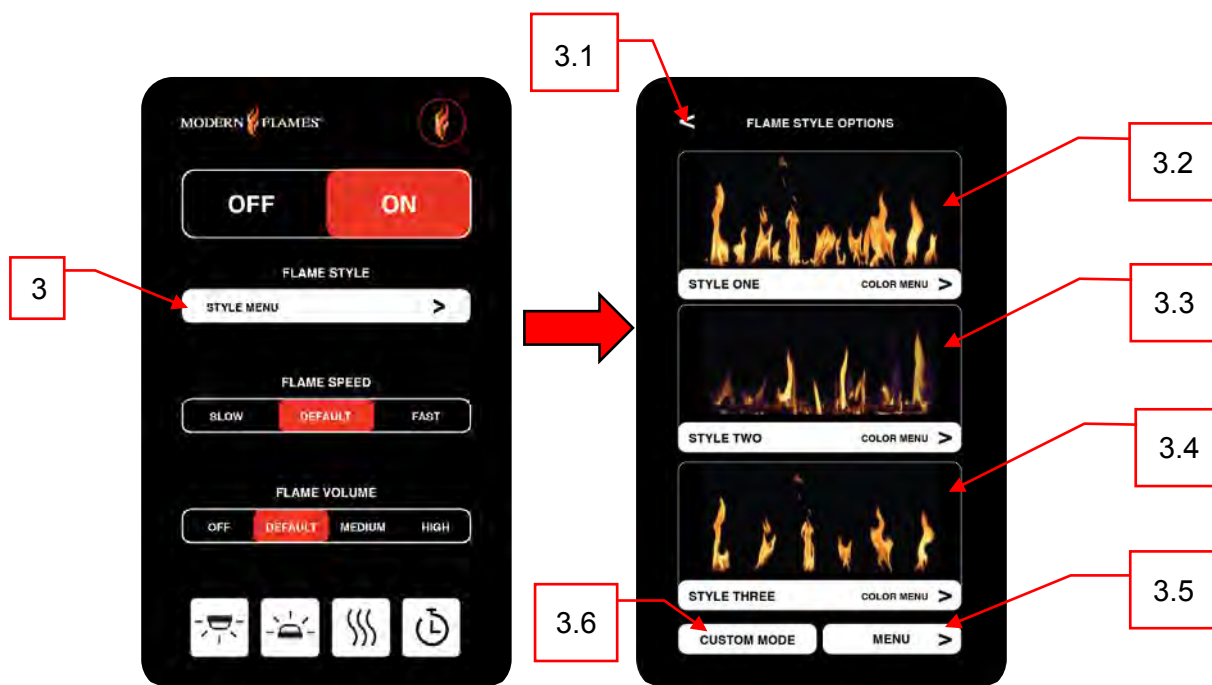 3.1
MODERN FLAMES
OFF ON
FLAME STYLE
3
STYLE MENU >
FLAME SPEED
SLOW DEFAULT FAST
FLAME VOLUME
OFF DEFAULT MEDIUM HIGH
< FLAME STYLE OPTIONS
3.2
STYLE ONE COLOR MENU >
3.3
STYLE TWO COLOR MENU >
3.4
STYLE THREE COLOR MENU >
3.5
3.6
CUSTOM MODE MENU >